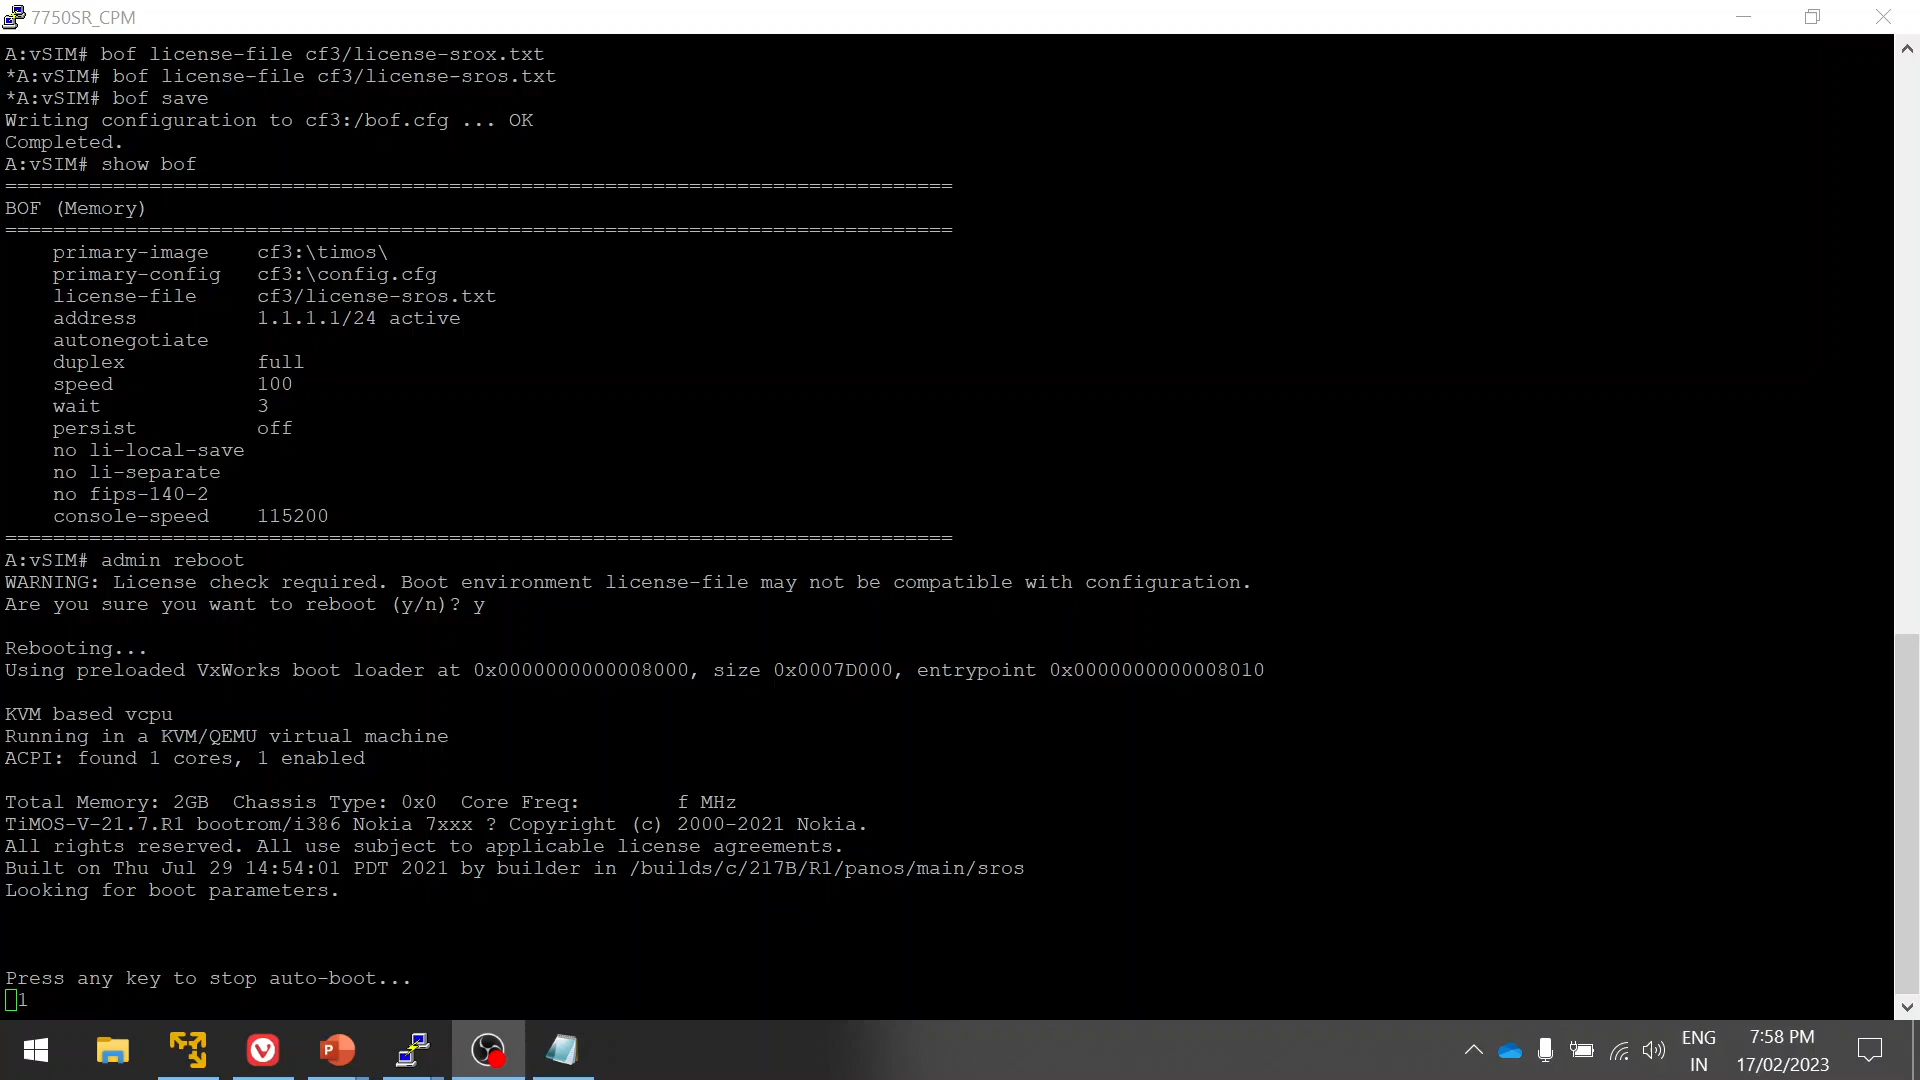 7750SR_CPM
A:vSIM# bof license-file cf3/license-srox.txt
*A:vSIM# bof license-file cf3/license-sros.txt
*A:vSIM# bof save
Writing configuration to cf3:/bof.cfg ... OK
Completed.
A:vSIM# show bof
===============================================================================
BOF (Memory)
===============================================================================
    primary-image    cf3:\timos\
    primary-config   cf3:\config.cfg
    license-file     cf3/license-sros.txt
    address          1.1.1.1/24 active
    autonegotiate
    duplex           full
    speed            100
    wait             3
    persist          off
    no li-local-save
    no li-separate
    no fips-140-2
    console-speed    115200
===============================================================================
A:vSIM# admin reboot
WARNING: License check required. Boot environment license-file may not be compatible with configuration.
Are you sure you want to reboot (y/n)? y
Rebooting...
Using preloaded VxWorks boot loader at 0x0000000000008000, size 0x0007D000, entrypoint 0x0000000000008010
KVM based vcpu
Running in a KVM/QEMU virtual machine
ACPI: found 1 cores, 1 enabled
Total Memory: 2GB  Chassis Type: 0x0  Core Freq:        f MHz
TiMOS-V-21.7.R1 bootrom/i386 Nokia 7xxx ? Copyright (c) 2000-2021 Nokia.
All rights reserved. All use subject to applicable license agreements.
Built on Thu Jul 29 14:54:01 PDT 2021 by builder in /builds/c/217B/R1/panos/main/sros
Looking for boot parameters.
Press any key to stop auto-boot...
1
P
ENG
IN
7:58 PM
17/02/2023